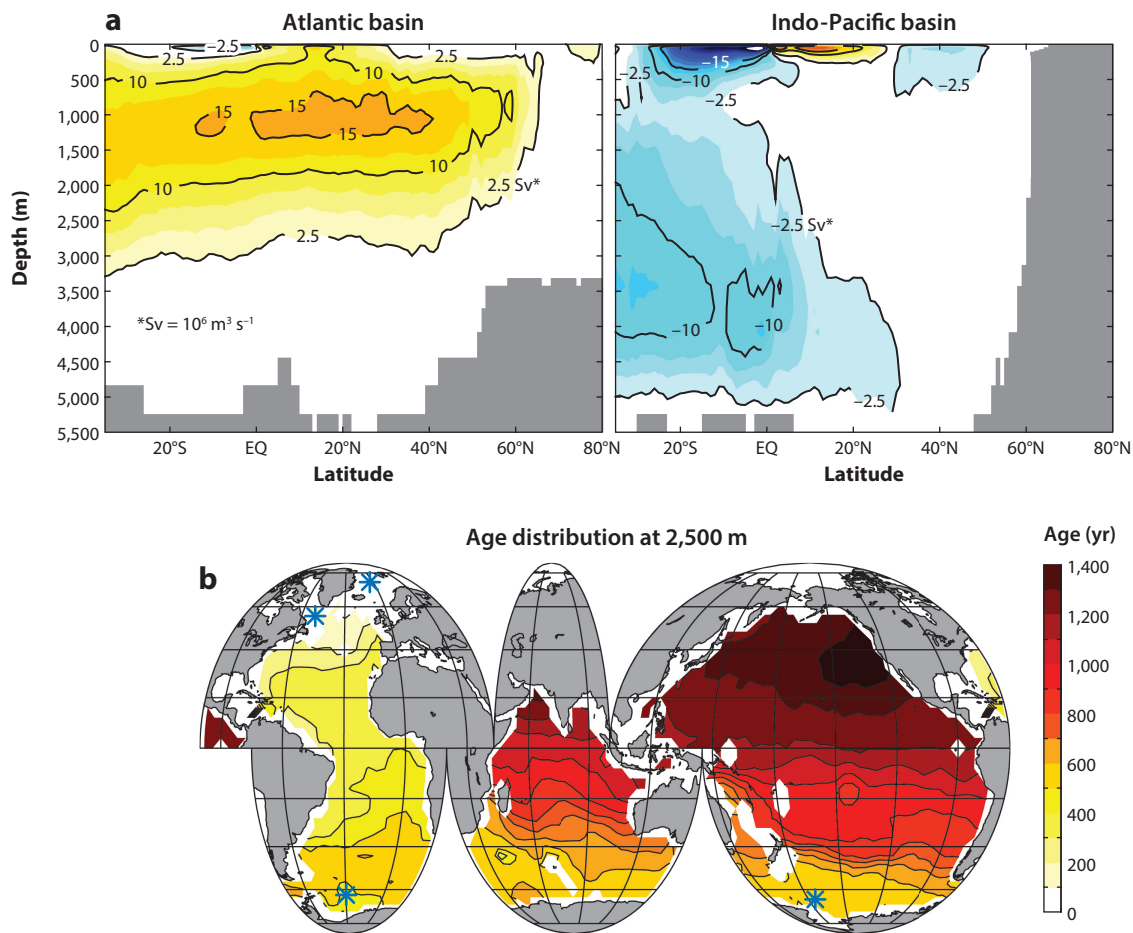 a
Atlantic basin
Indo-Pacific basin
0
500
1,000
1,500
2,000
2,500
3,000
3,500
4,000
4,500
5,000
5,500
Depth (m)
−2.5
2.5
10
10
2.5
15
15
15
10
10
2.5 Sv*
2.5
*Sv = 10⁶ m³ s⁻¹
20°S
EQ
20°N
40°N
60°N
80°N
Latitude
−2.5
−15
−10
−2.5
−2.5
−2.5 Sv*
−10
−10
−2.5
20°S
EQ
20°N
40°N
60°N
80°N
Latitude
Age distribution at 2,500 m
b
Age (yr)
1,400
1,200
1,000
800
600
400
200
0